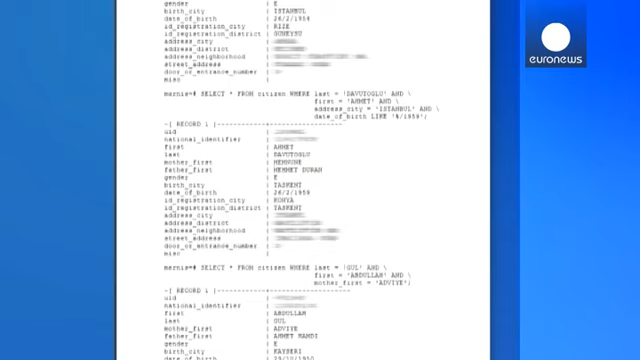 gender | E
birth_city | ISTANBUL
date_of_birth | 26/2/1954
id_registration_city | RIZE
id_registration_district | GUNEYSU
address_city |
address_district |
address_neighborhood |
street_address |
door_or_entrance_number |
misc |
mernis=# SELECT * FROM citizen WHERE last = 'DAVUTOGLU' AND \
first = 'AHMET' AND \
address_city = 'ISTANBUL' AND \
date_of_birth LIKE '%/1959';
-[ RECORD 1 ]
uid |
national_identifier |
first | AHMET
last | DAVUTOGLU
mother_first | MEMNUNE
father_first | MEHMET DURAN
gender | E
birth_city | TASKENT
date_of_birth | 26/2/1959
id_registration_city | KONYA
id_registration_district | TASKENT
address_city |
address_district |
address_neighborhood |
street_address |
door_or_entrance_number |
misc |
mernis=# SELECT * FROM citizen WHERE last = 'GUL' AND \
first = 'ABDULLAH' AND \
mother_first = 'ADVIYE';
-[ RECORD 1 ]
uid |
national_identifier |
first | ABDULLAH
last | GUL
mother_first | ADVIYE
father_first | AHMET HAMDI
gender | E
birth_city | KAYSERI
date_of_birth | 29/10/1950
euronews